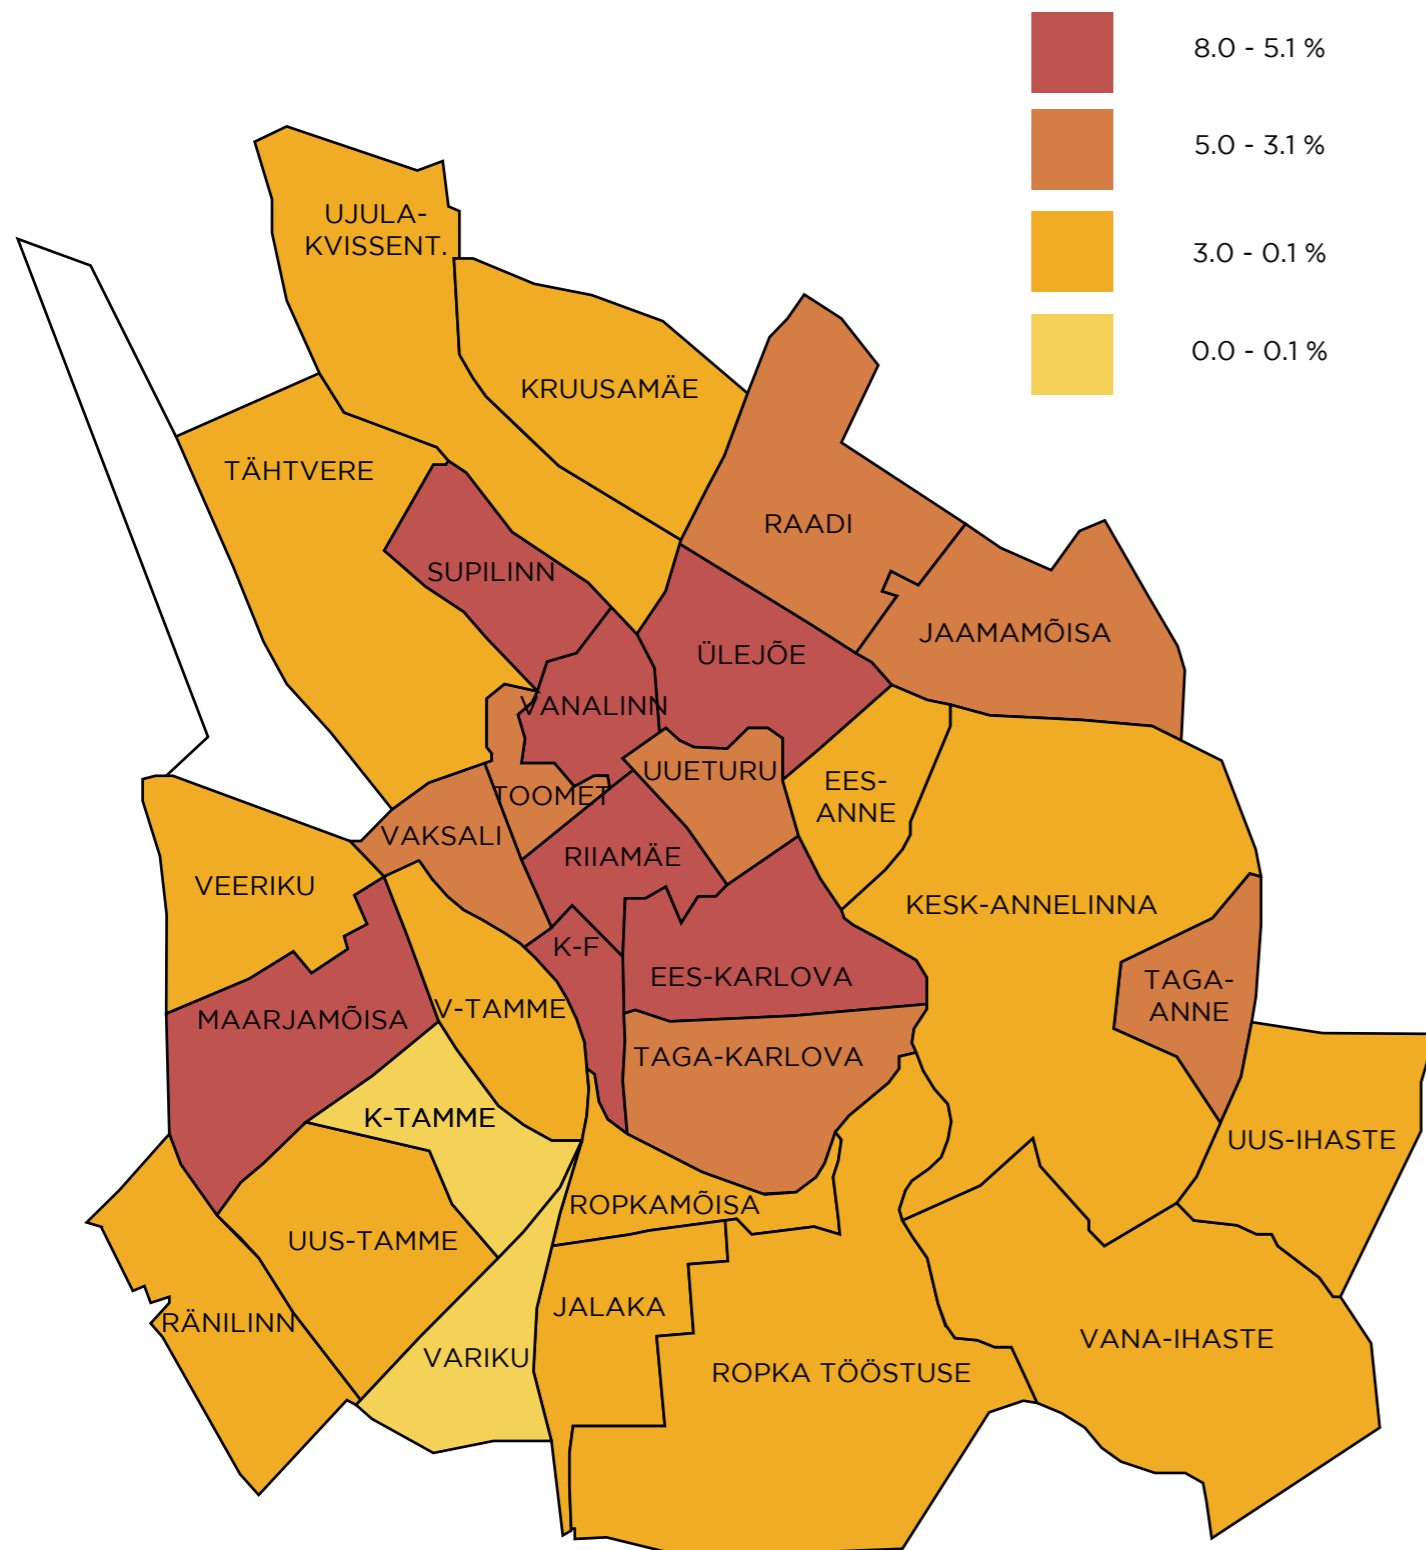 8.0 - 5.1 %
5.0 - 3.1 %
3.0 - 0.1 %
0.0 - 0.1 %
UJULA-
KVISSENT.
KRUUSAMÄE
TÄHTVERE
RAADI
SUPILINN
JAAMAMÕISA
ÜLEJÕE
VANALINN
UUETURU
EES-
ANNE
TOOMET
VAKSALI
RIIAMÄE
VEERIKU
KESK-ANNELINNA
K-F
EES-KARLOVA
TAGA-
ANNE
V-TAMME
MAARJAMÕISA
TAGA-KARLOVA
K-TAMME
UUS-IHASTE
ROPKAMÕISA
UUS-TAMME
JALAKA
RÄNILINN
VANA-IHASTE
VARIKU
ROPKA TÖÖSTUSE